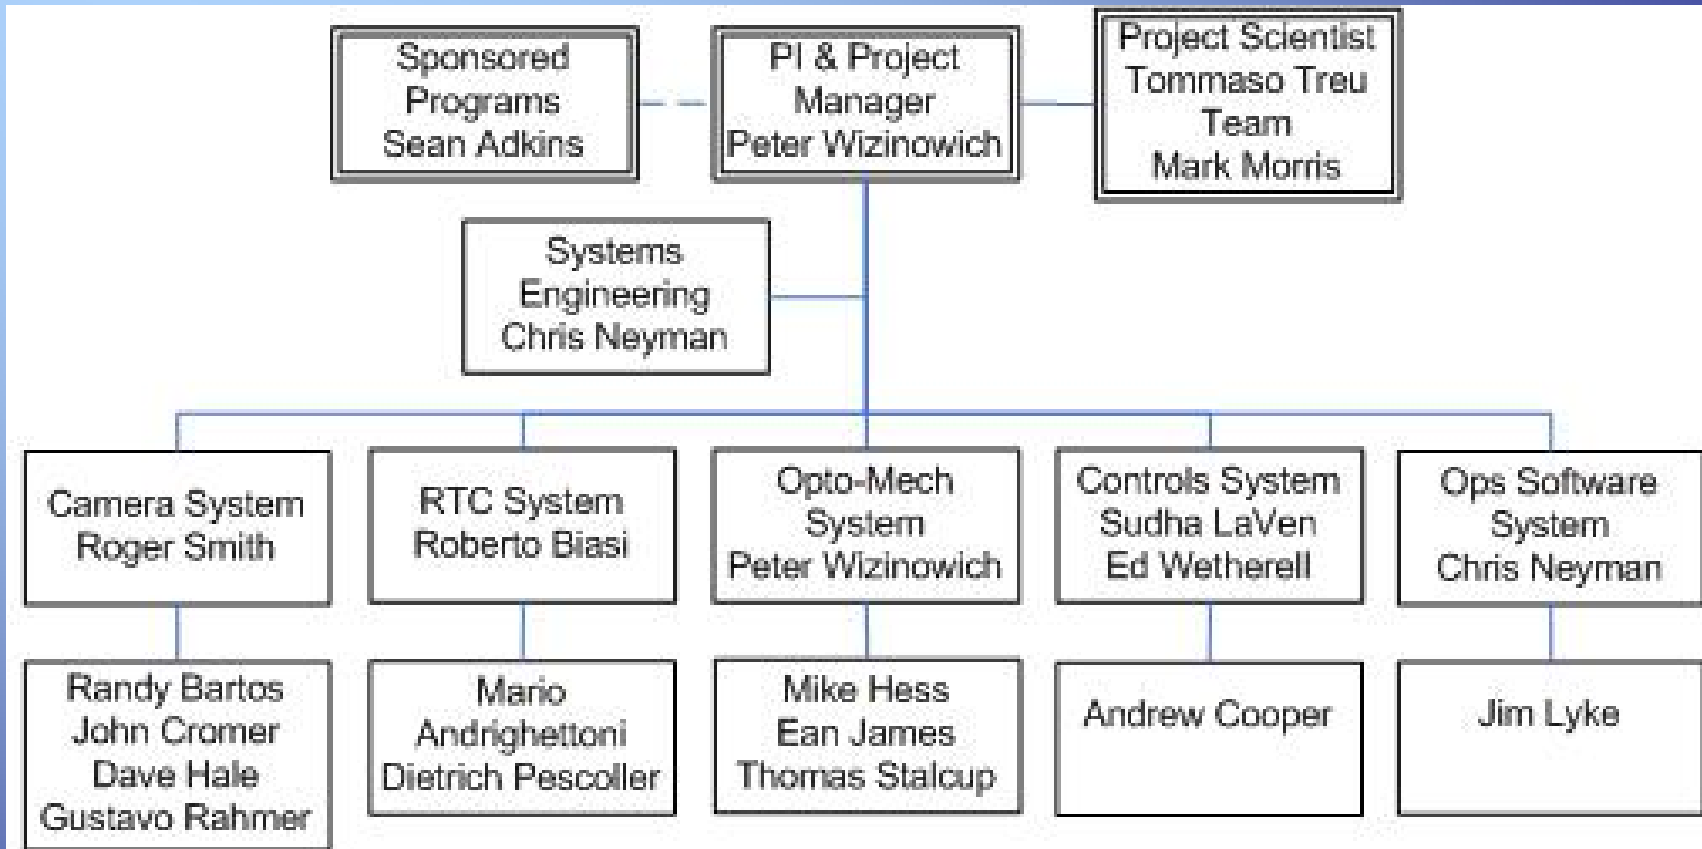 Sponsored
Programs
Sean Adkins
PI & Project
Manager
Peter Wizinowich
Project Scientist
Tommaso Treu
Team
Mark Morris
Systems
Engineering
Chris Neyman
Camera System
Roger Smith
RTC System
Roberto Biasi
Opto-Mech
System
Peter Wizinowich
Controls System
Sudha LaVen
Ed Wetherell
Ops Software
System
Chris Neyman
Randy Bartos
John Cromer
Dave Hale
Gustavo Rahmer
Mario
Andrighettoni
Dietrich Pescoller
Mike Hess
Ean James
Thomas Stalcup
Andrew Cooper
Jim Lyke